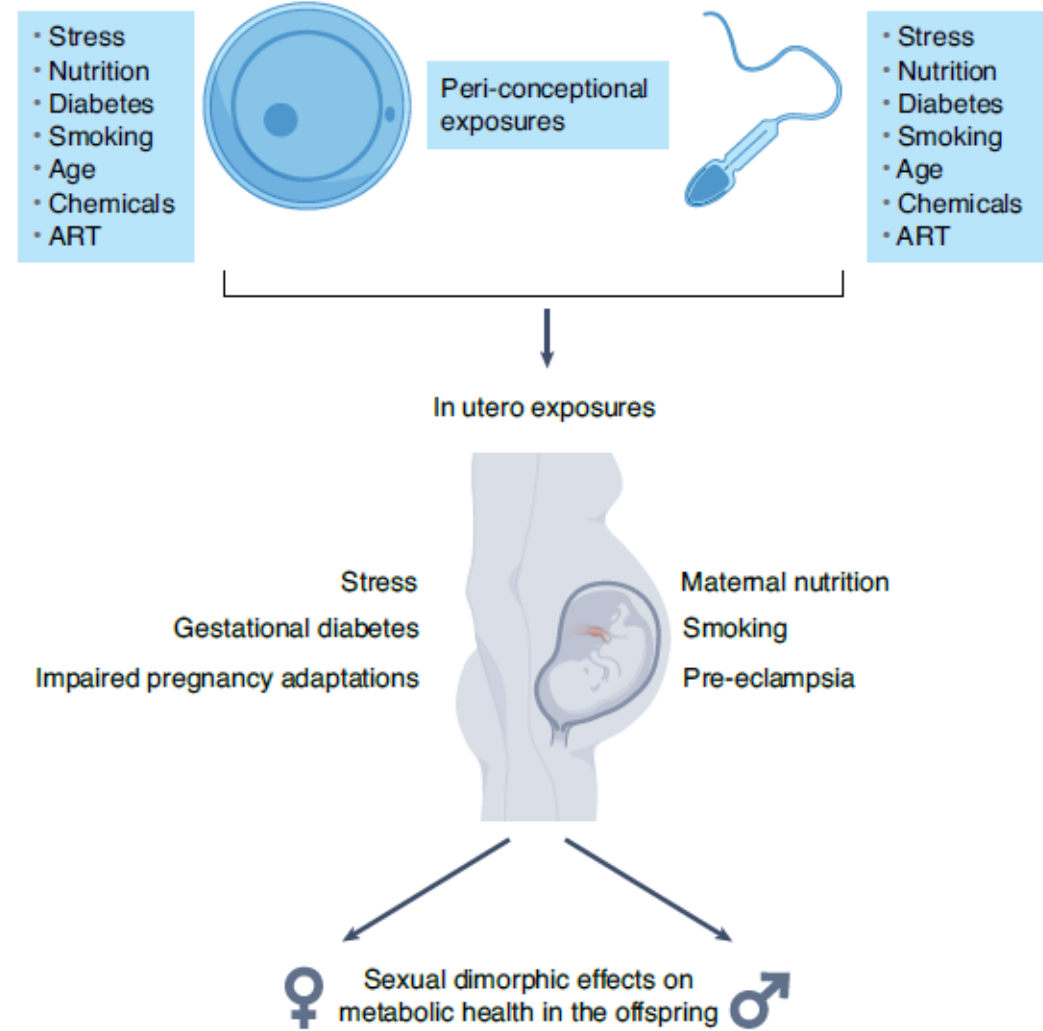 • Stress
• Nutrition
• Diabetes
• Smoking
• Age
• Chemicals
• ART
Peri-conceptional
exposures
• Stress
• Nutrition
• Diabetes
• Smoking
• Age
• Chemicals
• ART
In utero exposures
Stress
Gestational diabetes
Impaired pregnancy adaptations
Maternal nutrition
Smoking
Pre-eclampsia
Sexual dimorphic effects on
metabolic health in the offspring